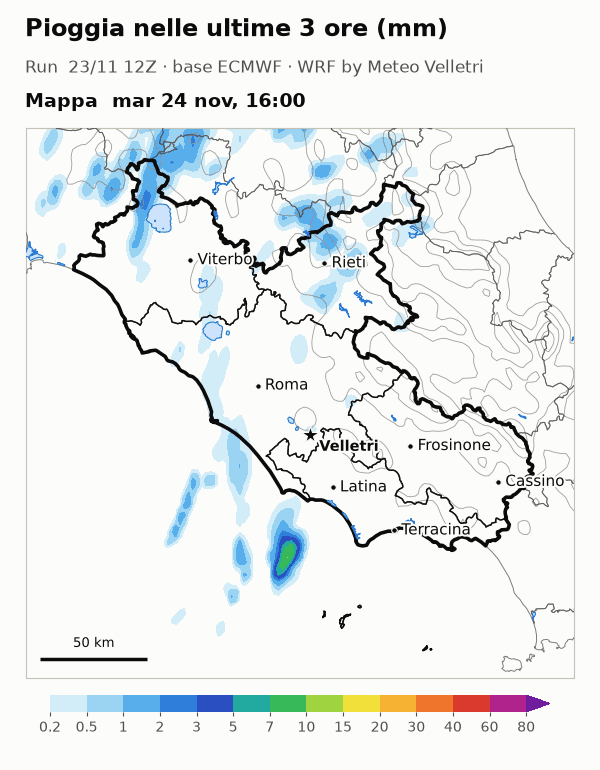 Pioggia nelle ultime 3 ore (mm)
Run  23/11 12Z · base ECMWF · WRF by Meteo Velletri
Mappa  mar 24 nov, 16:00
Viterbo
Rieti
Roma
Velletri
Frosinone
Latina
Cassino
Terracina
50 km
0.2 0.5 1 2 3 5 7 10 15 20 30 40 60 80